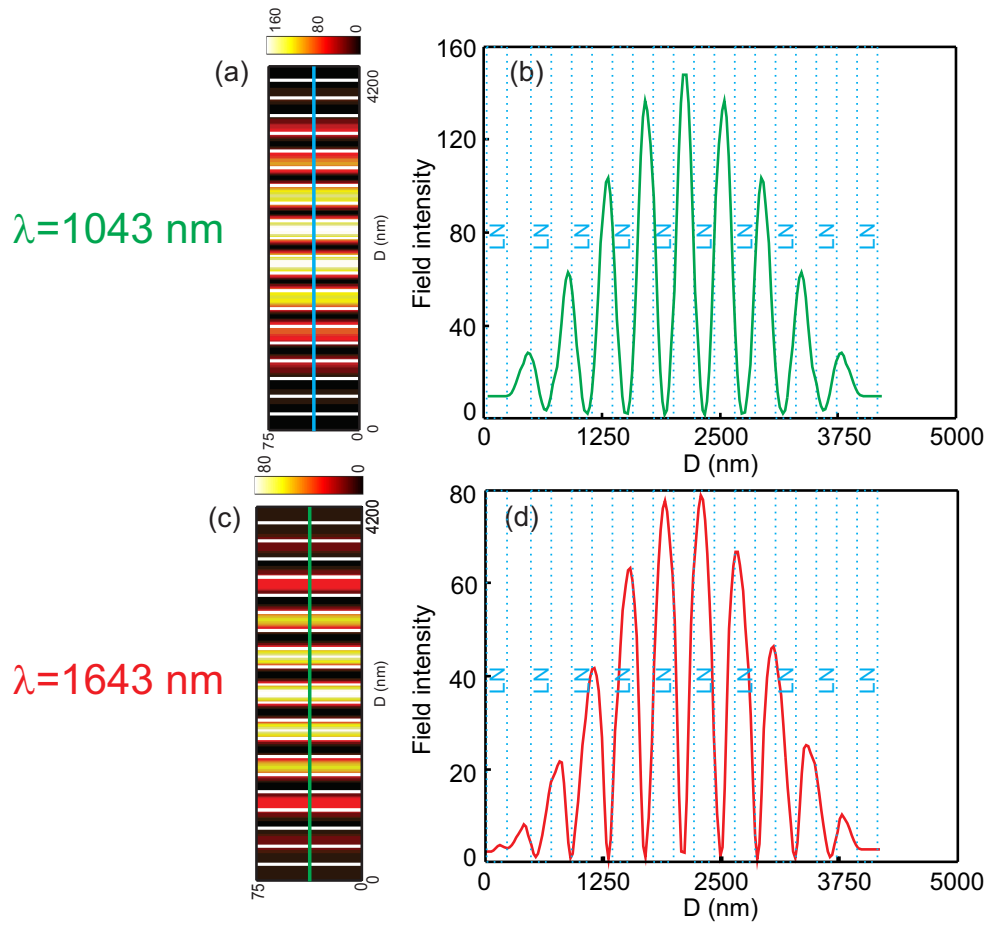 160
80
0
(a)
4200
D (nm)
75
0
λ=1043 nm
(b)
160
120
80
40
0
Field intensity
LN LN LN LN LN LN LN LN LN LN
0 1250 2500 3750 5000
D (nm)
80
40
0
(c)
4200
D (nm)
75
0
λ=1643 nm
(d)
80
60
40
20
0
Field intensity
LN LN LN LN LN LN LN LN LN LN
0 1250 2500 3750 5000
D (nm)